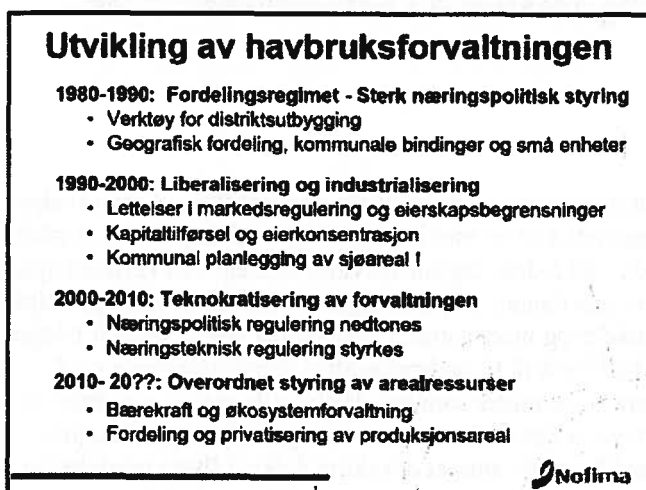 Utvikling av havbruksforvaltningen
1980-1990: Fordelingsregimet - Sterk næringspolitisk styring
• Verktøy for distriktsutbygging
• Geografisk fordeling, kommunale bindinger og små enheter
1990-2000: Liberalisering og industrialisering
• Lettelser i markedsregulering og eierskapsbegrensninger
• Kapitaltilførsel og eierkonsentrasjon
• Kommunal planlegging av sjøareal !
2000-2010: Teknokratisering av forvaltningen
• Næringspolitisk regulering nedtones
• Næringsteknisk regulering styrkes
2010- 20??: Overordnet styring av arealressurser
• Bærekraft og økosystemforvaltning
• Fordeling og privatisering av produksjonsareal
Nofima